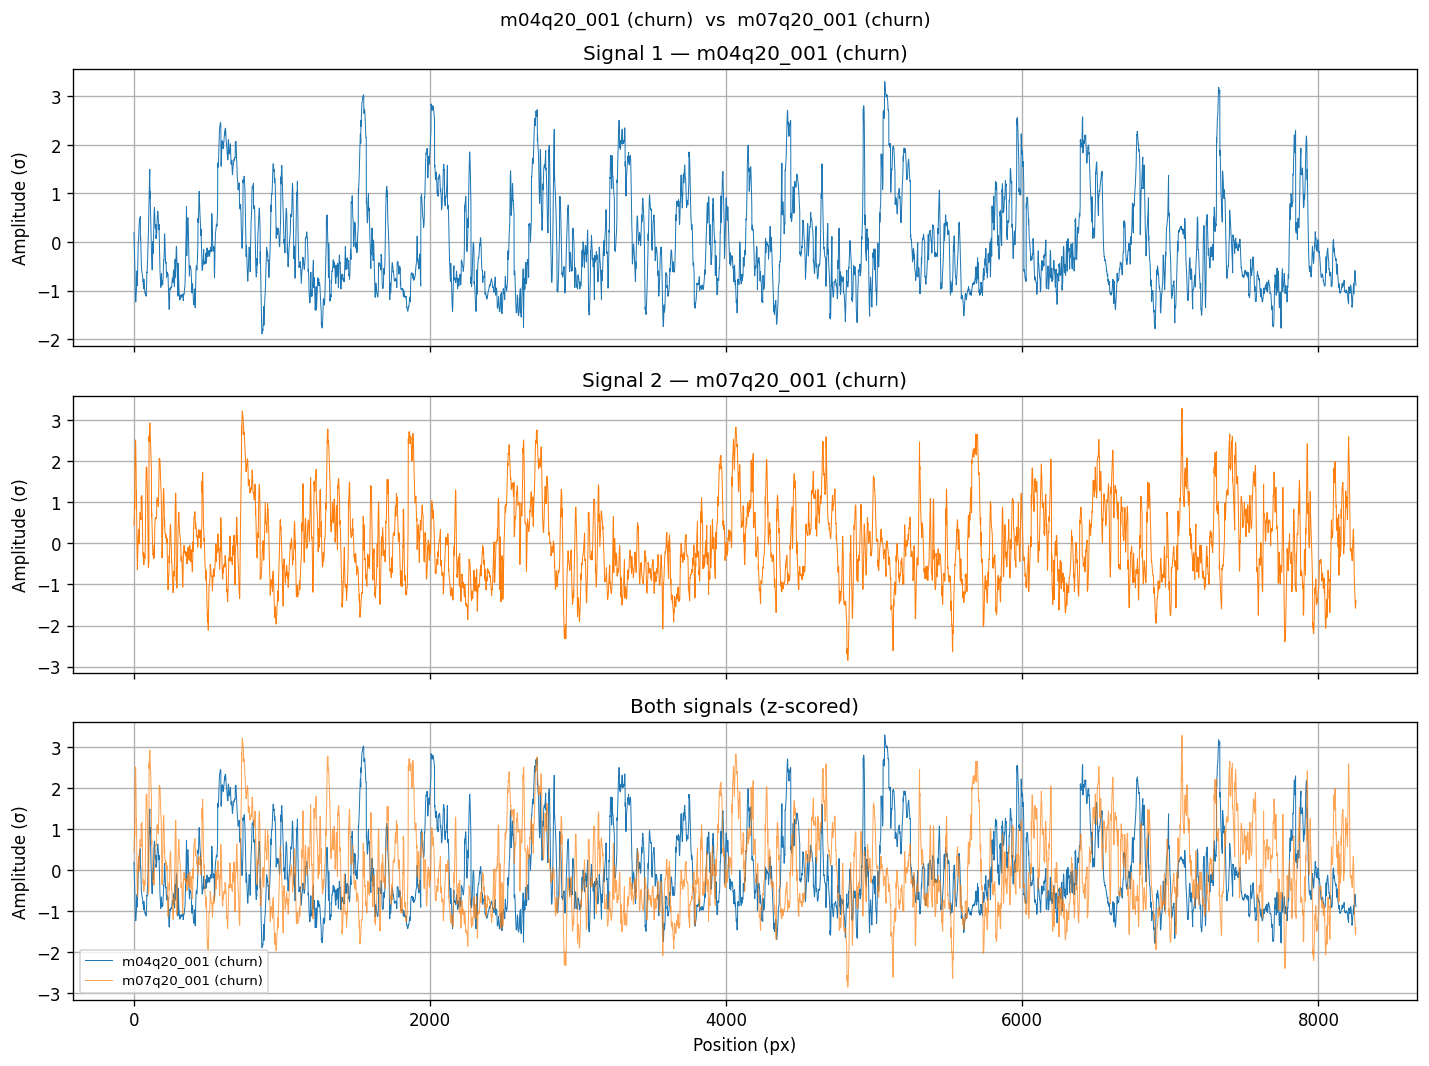 m04q20_001 (churn)  vs  m07q20_001 (churn)
Signal 1 — m04q20_001 (churn)
3
2
1
0
−1
−2
Amplitude (σ)
Signal 2 — m07q20_001 (churn)
3
2
1
0
−1
−2
−3
Amplitude (σ)
Both signals (z-scored)
3
2
1
0
−1
−2
−3
Amplitude (σ)
m04q20_001 (churn)
m07q20_001 (churn)
0 2000 4000 6000 8000
Position (px)